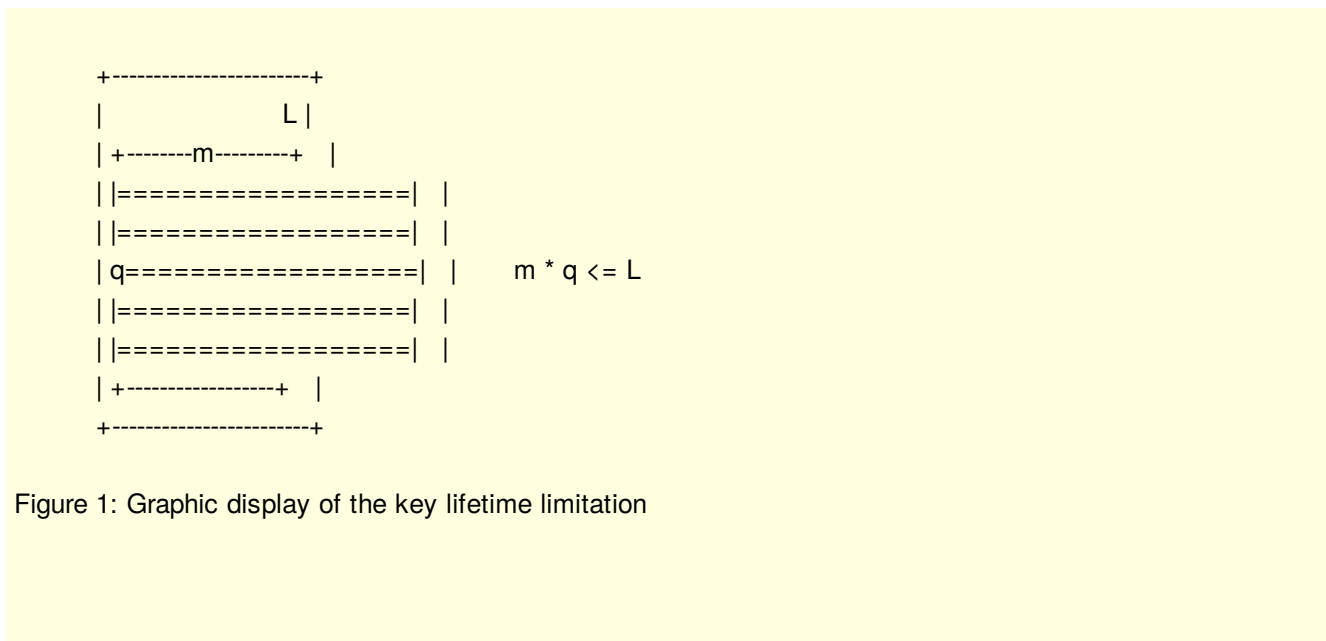 +------------------------+
|                         L |
| +--------m---------+    |
| |==================|   |
| |==================|   |
| q==================|   |       m * q <= L
| |==================|   |
| |==================|   |
| +------------------+    |
+------------------------+
Figure 1: Graphic display of the key lifetime limitation